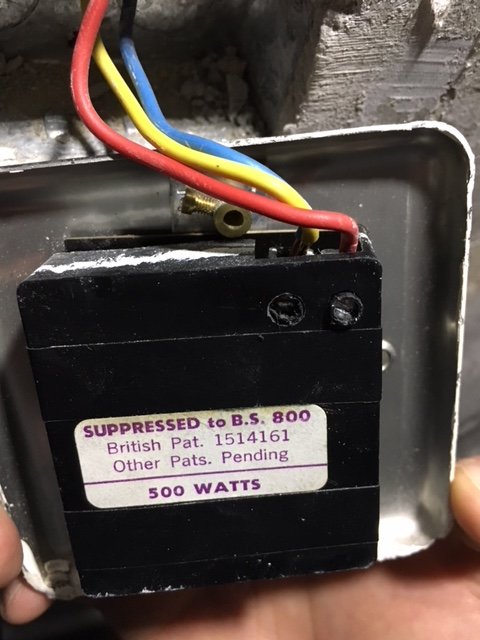 SUPPRESSED to B.S. 800
British Pat. 1514161
Other Pats. Pending
500 WATTS